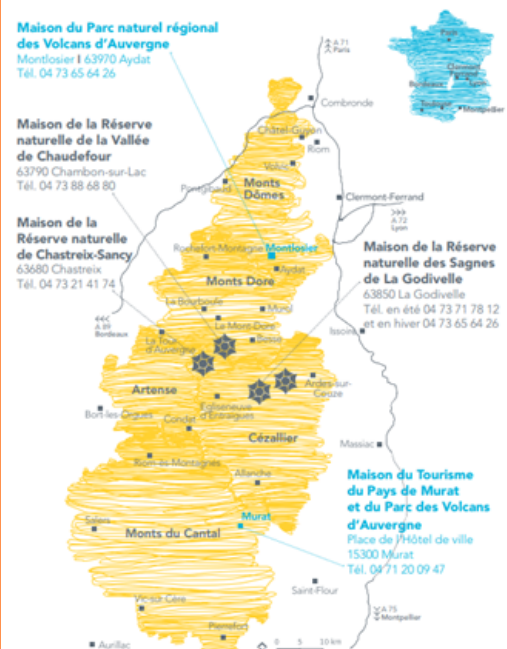 Maison du Parc naturel régional
des Volcans d'Auvergne
Montlosier I 63970 Aydat
Tél. 04 73 65 64 26
A 71
Paris
Paris
Clermont-
Bordeaux
Lyon
Toulouse
Montpellier
Combronde
Maison de la Réserve
naturelle de la Vallée
de Chaudefour
63790 Chambon-sur-Lac
Tél. 04 73 88 68 80
Châtel-Guyon
Riom
Volvic
Pontgibaud
Monts
Dômes
Clermont-Ferrand
A 72
Lyon
Maison de la
Réserve naturelle
de Chastreix-Sancy
63680 Chastreix
Tél. 04 73 21 41 74
Rochefort-Montagne
Montlosier
Aydat
Monts Dore
Maison de la Réserve
naturelle des Sagnes
de La Godivelle
63850 La Godivelle
Tél. en été 04 73 71 78 12
et en hiver 04 73 65 64 26
La Bourboule
Murol
A 89
Bordeaux
Le Mont-Dore
Issoire
La Tour
d'Auvergne
Besse
Artense
Ardes-sur-
Couze
Égliseneuve
d'Entraigues
Bort-les-Orgues
Condat
Cézallier
Massiac
Riom-ès-Montagnes
Allanche
Maison du Tourisme
du Pays de Murat
et du Parc des Volcans
d'Auvergne
Place de l'Hôtel de ville
15300 Murat
Tél. 04 71 20 09 47
Murat
Salers
Monts du Cantal
Saint-Flour
Vic-sur-Cère
A 75
Montpellier
Pierrefort
Aurillac
0 5 10 km